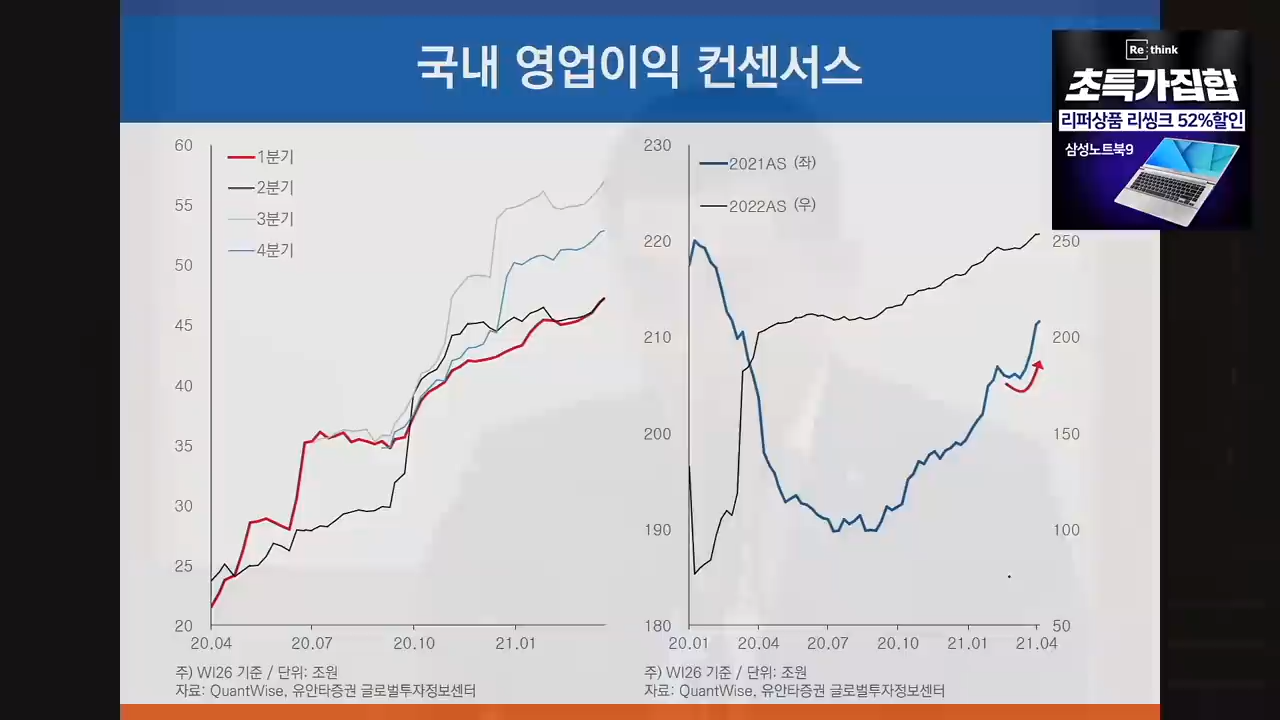 국내 영업이익 컨센서스
Re:think
초특가집합
리퍼상품 리씽크 52%할인
삼성노트북9
60
55
50
45
40
35
30
25
20
1분기
2분기
3분기
4분기
20.04
20.07
20.10
21.01
주) WI26 기준 / 단위: 조원
자료: QuantWise, 유안타증권 글로벌투자정보센터
230
220
210
200
190
180
2021AS (좌)
2022AS (우)
250
200
150
100
50
20.01
20.04
20.07
20.10
21.01
21.04
주) WI26 기준 / 단위: 조원
자료: QuantWise, 유안타증권 글로벌투자정보센터